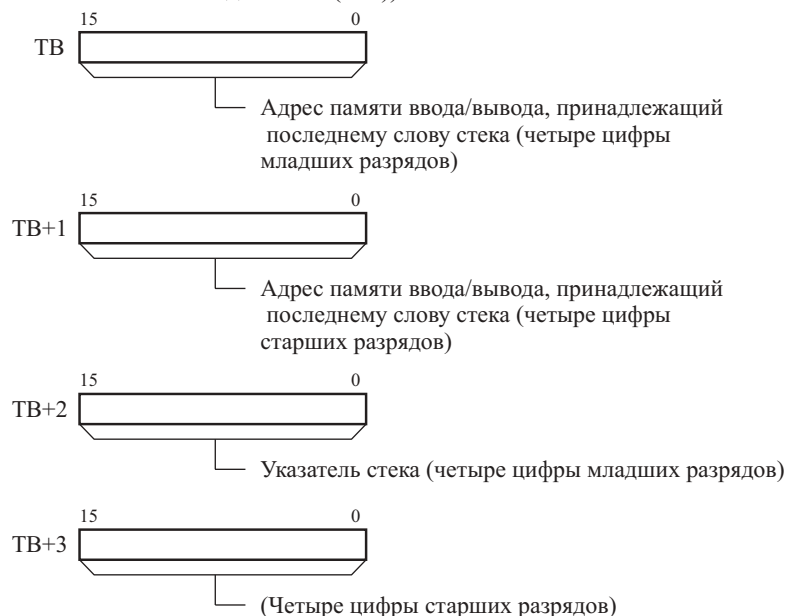 15 0
TB
Адрес памяти ввода/вывода, принадлежащий
последнему слову стека (четыре цифры
младших разрядов)
15 0
TB+1
Адрес памяти ввода/вывода, принадлежащий
последнему слову стека (четыре цифры
старших разрядов)
15 0
TB+2
Указатель стека (четыре цифры младших разрядов)
15 0
TB+3
(Четыре цифры старших разрядов)